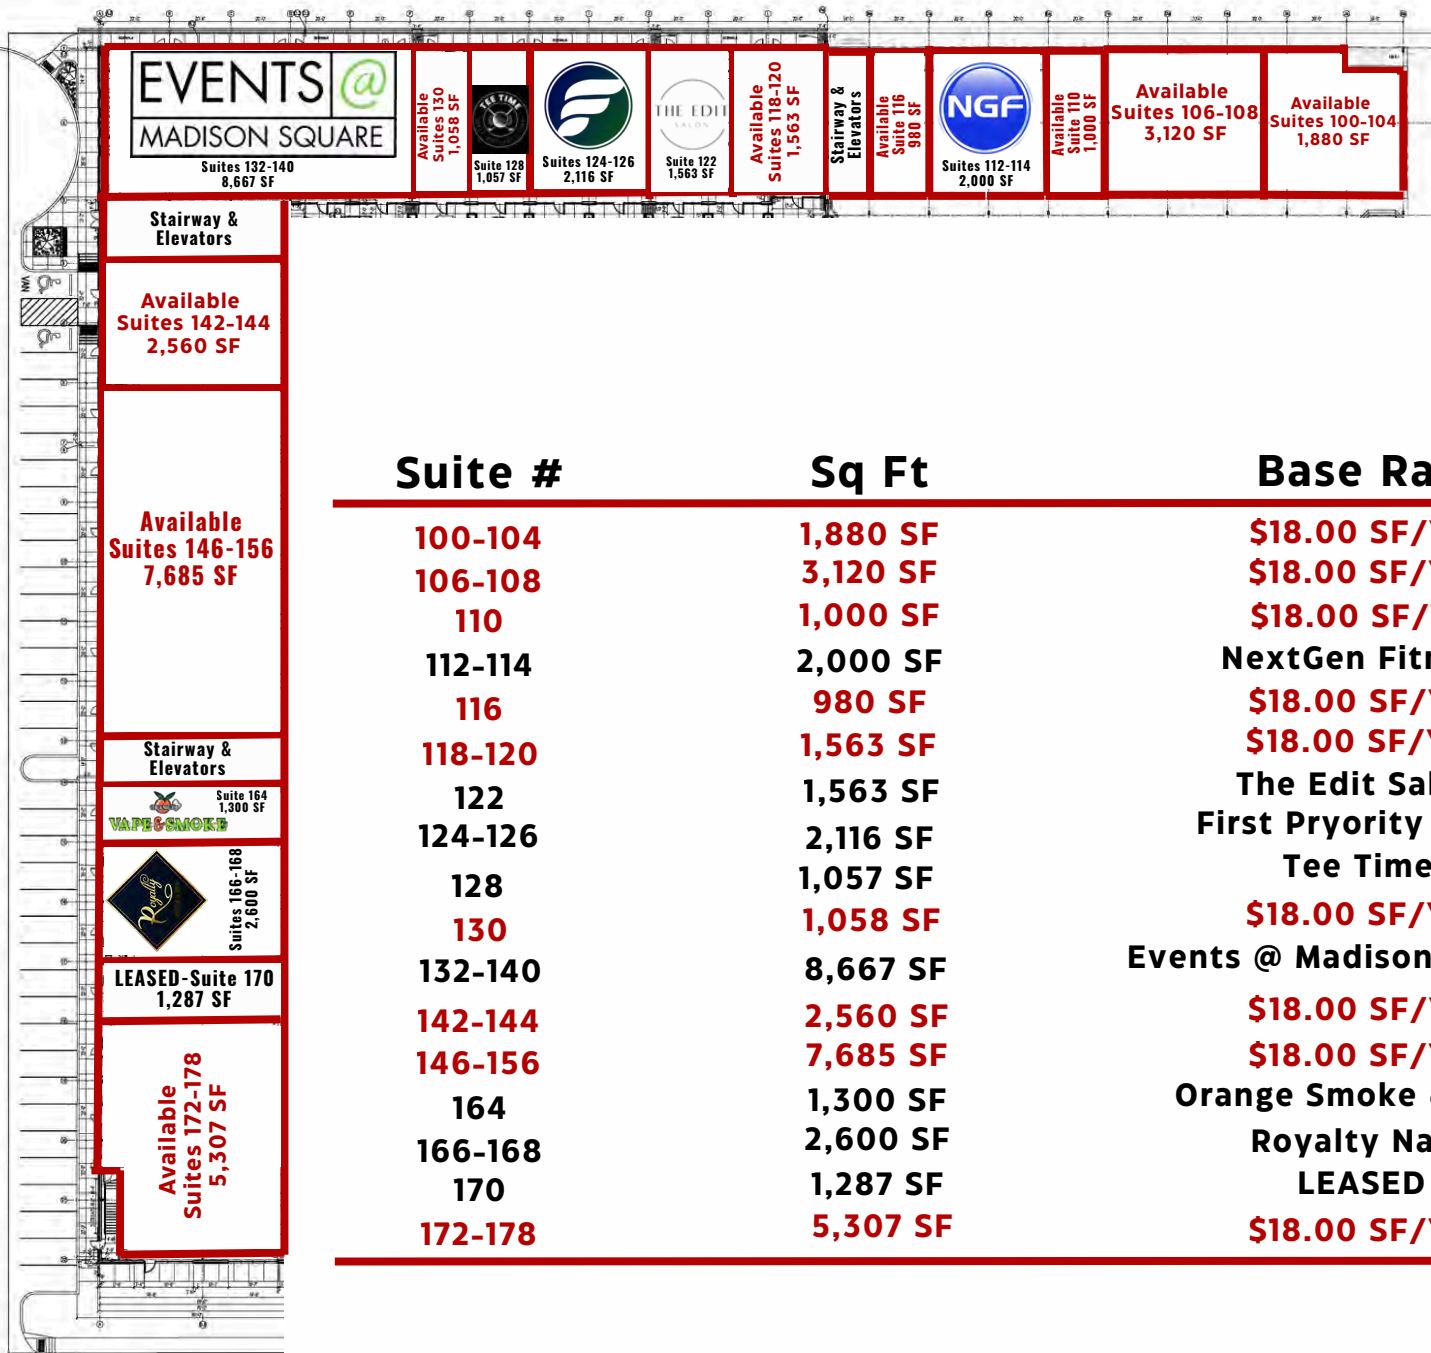 EVENTS@
MADISON SQUARE
Suites 132-140
8,667 SF
Available
Suites 130
1,058 SF
TEE TIME
Suite 128
1,057 SF
Suites 124-126
2,116 SF
THE EDIT
SALON
Suite 122
1,563 SF
Available
Suites 118-120
1,563 SF
Stairway &
Elevators
Available
Suite 116
980 SF
NGF
Suites 112-114
2,000 SF
Available
Suite 110
1,000 SF
Available
Suites 106-108
3,120 SF
Available
Suites 100-104
1,880 SF
Stairway &
Elevators
VAN
Available
Suites 142-144
2,560 SF
Available
Suites 146-156
7,685 SF
Stairway &
Elevators
Suite 164
1,300 SF
VAPE&SMOKE
Royalty
Suites 166-168
2,600 SF
LEASED-Suite 170
1,287 SF
Available
Suites 172-178
5,307 SF
Suite # Sq Ft Base Ra
100-104 1,880 SF $18.00 SF/Y
106-108 3,120 SF $18.00 SF/Y
110 1,000 SF $18.00 SF/Y
112-114 2,000 SF NextGen Fitn
116 980 SF $18.00 SF/Y
118-120 1,563 SF $18.00 SF/Y
122 1,563 SF The Edit Sal
124-126 2,116 SF First Pryority
128 1,057 SF Tee Time
130 1,058 SF $18.00 SF/Y
132-140 8,667 SF Events @ Madison
142-144 2,560 SF $18.00 SF/Y
146-156 7,685 SF $18.00 SF/Y
164 1,300 SF Orange Smoke
166-168 2,600 SF Royalty Na
170 1,287 SF LEASED
172-178 5,307 SF $18.00 SF/Y